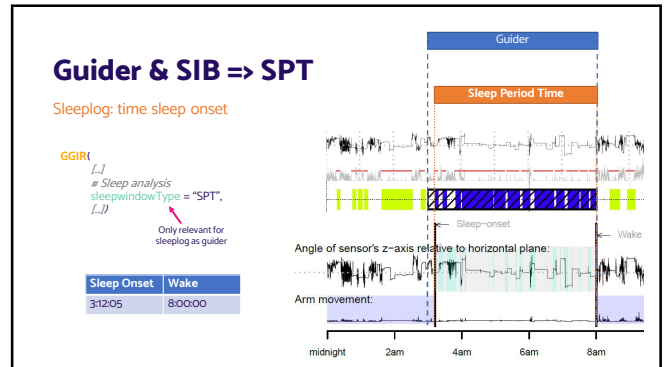 Guider & SIB => SPT
Sleeplog: time sleep onset
GGIR(
[...]
# Sleep analysis
sleepwindowType = “SPT”,
[...])
Only relevant for
sleeplog as guider
Sleep Onset Wake
3:12:05 8:00:00
Guider
Sleep Period Time
Sleep-onset
Wake
Angle of sensor's z-axis relative to horizontal plane:
Arm movement:
midnight 2am 4am 6am 8am